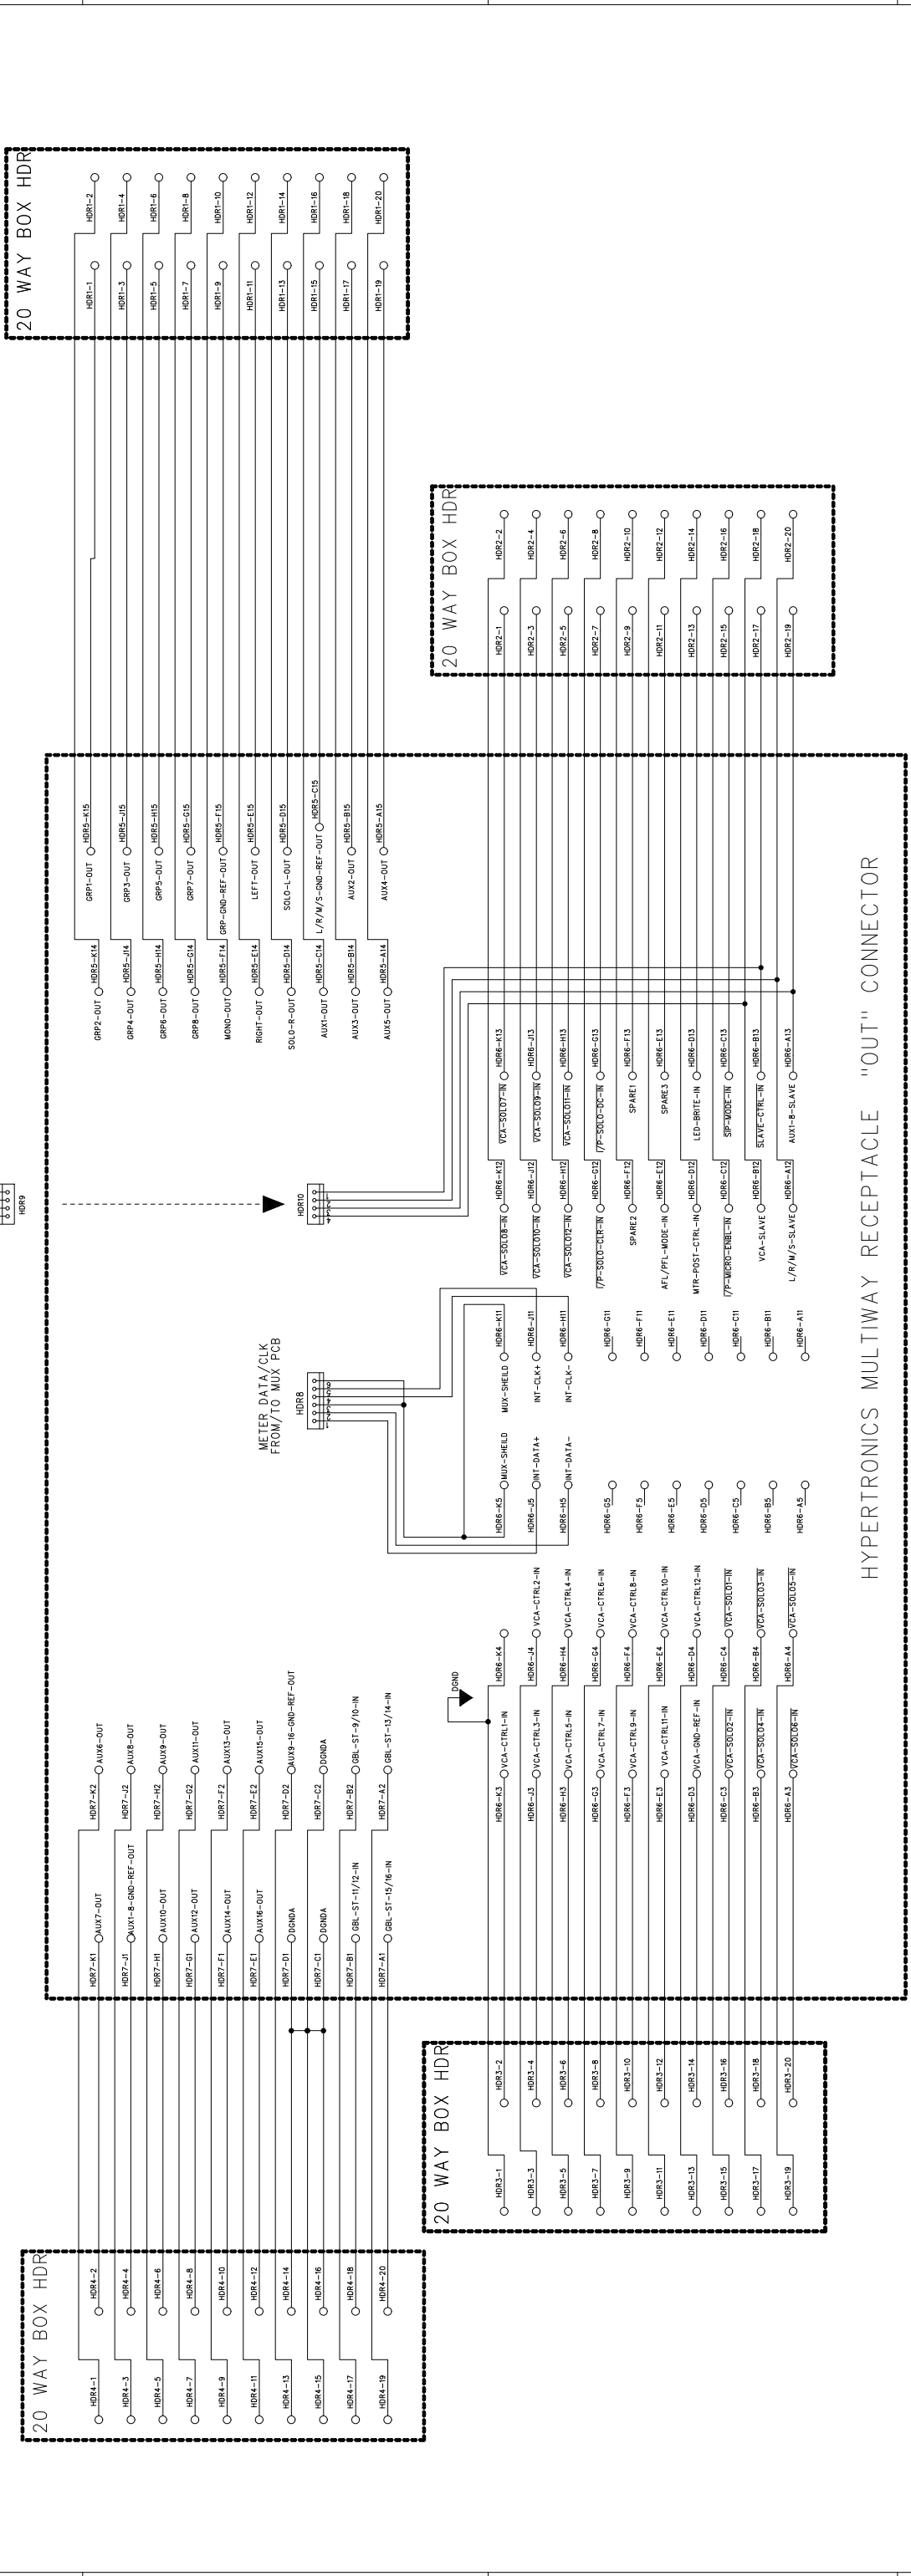 20 WAY BOX HDR
HDR1-1
HDR1-2
HDR1-3
HDR1-4
HDR1-5
HDR1-6
HDR1-7
HDR1-8
HDR1-9
HDR1-10
HDR1-11
HDR1-12
HDR1-13
HDR1-14
HDR1-15
HDR1-16
HDR1-17
HDR1-18
HDR1-19
HDR1-20
20 WAY BOX HDR
HDR2-1
HDR2-2
HDR2-3
HDR2-4
HDR2-5
HDR2-6
HDR2-7
HDR2-8
HDR2-9
HDR2-10
HDR2-11
HDR2-12
HDR2-13
HDR2-14
HDR2-15
HDR2-16
HDR2-17
HDR2-18
HDR2-19
HDR2-20
GRP2-OUT HDR5-K14
GRP1-OUT HDR5-K15
GRP4-OUT HDR5-J14
GRP3-OUT HDR5-J15
GRP6-OUT HDR5-H14
GRP5-OUT HDR5-H15
GRP8-OUT HDR5-G14
GRP7-OUT HDR5-G15
MONO-OUT HDR5-F14
GRP-GND-REF-OUT HDR5-F15
RIGHT-OUT HDR5-E14
LEFT-OUT HDR5-E15
SOLO-R-OUT HDR5-D14
SOLO-L-OUT HDR5-D15
AUX1-OUT HDR5-C14
L/R/M/S-GND-REF-OUT HDR5-C15
AUX3-OUT HDR5-B14
AUX2-OUT HDR5-B15
AUX5-OUT HDR5-A14
AUX4-OUT HDR5-A15
HDR9
HDR10
1
2
3
4
VCA-SOLO8-IN HDR6-K12
VCA-SOLO7-IN HDR6-K13
VCA-SOLO10-IN HDR6-J12
VCA-SOLO9-IN HDR6-J13
VCA-SOLO12-IN HDR6-H12
VCA-SOLO11-IN HDR6-H13
I/P-SOLO-CLR-IN HDR6-G12
I/P-SOLO-DC-IN HDR6-G13
SPARE2 HDR6-F12
SPARE1 HDR6-F13
AFL/PFL-MODE-IN HDR6-E12
SPARE3 HDR6-E13
MTR-POST-CTRL-IN HDR6-D12
LED-BRITE-IN HDR6-D13
I/P-MICRO-ENBL-IN HDR6-C12
SIP-MODE-IN HDR6-C13
VCA-SLAVE HDR6-B12
SLAVE-CTRL-IN HDR6-B13
L/R/M/S-SLAVE HDR6-A12
AUX1-8-SLAVE HDR6-A13
METER DATA/CLK
FROM/TO MUX PCB
HDR8
1
2
3
4
5
6
HDR6-K5 MUX-SHEILD
MUX-SHEILD HDR6-K11
HDR6-J5 INT-DATA+
INT-CLK+ HDR6-J11
HDR6-H5 INT-DATA-
INT-CLK- HDR6-H11
HDR6-G5
HDR6-G11
HDR6-F5
HDR6-F11
HDR6-E5
HDR6-E11
HDR6-D5
HDR6-D11
HDR6-C5
HDR6-C11
HDR6-B5
HDR6-B11
HDR6-A5
HDR6-A11
HYPERTRONICS MULTIWAY RECEPTACLE "OUT" CONNECTOR
DGND
HDR6-K3 VCA-CTRL1-IN
HDR6-K4
HDR6-J3 VCA-CTRL3-IN
HDR6-J4 VCA-CTRL2-IN
HDR6-H3 VCA-CTRL5-IN
HDR6-H4 VCA-CTRL4-IN
HDR6-G3 VCA-CTRL7-IN
HDR6-G4 VCA-CTRL6-IN
HDR6-F3 VCA-CTRL9-IN
HDR6-F4 VCA-CTRL8-IN
HDR6-E3 VCA-CTRL11-IN
HDR6-E4 VCA-CTRL10-IN
HDR6-D3 VCA-GND-REF-IN
HDR6-D4 VCA-CTRL12-IN
HDR6-C3 VCA-SOLO2-IN
HDR6-C4 VCA-SOLO1-IN
HDR6-B3 VCA-SOLO4-IN
HDR6-B4 VCA-SOLO3-IN
HDR6-A3 VCA-SOLO6-IN
HDR6-A4 VCA-SOLO5-IN
HDR7-K1 AUX7-OUT
HDR7-K2 AUX6-OUT
HDR7-J1 AUX1-8-GND-REF-OUT
HDR7-J2 AUX8-OUT
HDR7-H1 AUX10-OUT
HDR7-H2 AUX9-OUT
HDR7-G1 AUX12-OUT
HDR7-G2 AUX11-OUT
HDR7-F1 AUX14-OUT
HDR7-F2 AUX13-OUT
HDR7-E1 AUX16-OUT
HDR7-E2 AUX15-OUT
HDR7-D1 DGNDA
HDR7-D2 AUX9-16-GND-REF-OUT
HDR7-C1 DGNDA
HDR7-C2 DGNDA
HDR7-B1 GBL-ST-11/12-IN
HDR7-B2 GBL-ST-9/10-IN
HDR7-A1 GBL-ST-15/16-IN
HDR7-A2 GBL-ST-13/14-IN
20 WAY BOX HDR
HDR3-1
HDR3-2
HDR3-3
HDR3-4
HDR3-5
HDR3-6
HDR3-7
HDR3-8
HDR3-9
HDR3-10
HDR3-11
HDR3-12
HDR3-13
HDR3-14
HDR3-15
HDR3-16
HDR3-17
HDR3-18
HDR3-19
HDR3-20
20 WAY BOX HDR
HDR4-1
HDR4-2
HDR4-3
HDR4-4
HDR4-5
HDR4-6
HDR4-7
HDR4-8
HDR4-9
HDR4-10
HDR4-11
HDR4-12
HDR4-13
HDR4-14
HDR4-15
HDR4-16
HDR4-17
HDR4-18
HDR4-19
HDR4-20